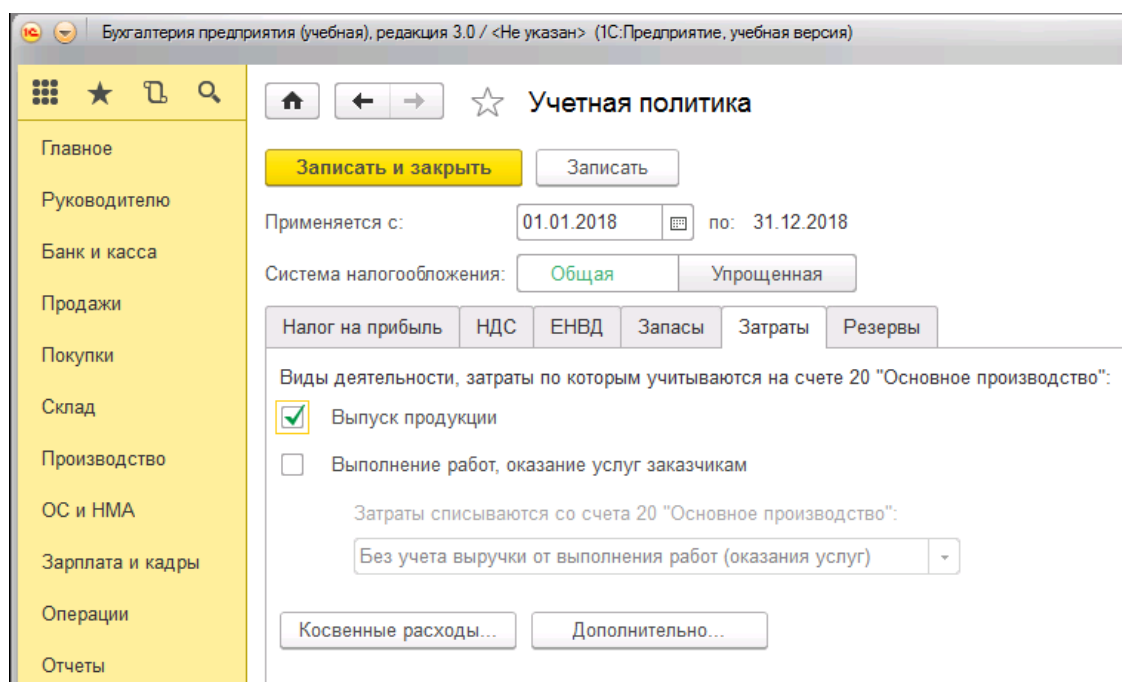 1С Бухгалтерия предприятия (учебная), редакция 3.0 / <Не указан> (1С:Предприятие, учебная версия)
Учетная политика
Главное
Руководителю
Банк и касса
Продажи
Покупки
Склад
Производство
ОС и НМА
Зарплата и кадры
Операции
Отчеты
Записать и закрыть Записать
Применяется с: 01.01.2018 по: 31.12.2018
Система налогообложения: Общая Упрощенная
Налог на прибыль НДС ЕНВД Запасы Затраты Резервы
Виды деятельности, затраты по которым учитываются на счете 20 "Основное производство":
Выпуск продукции
Выполнение работ, оказание услуг заказчикам
Затраты списываются со счета 20 "Основное производство":
Без учета выручки от выполнения работ (оказания услуг)
Косвенные расходы... Дополнительно...